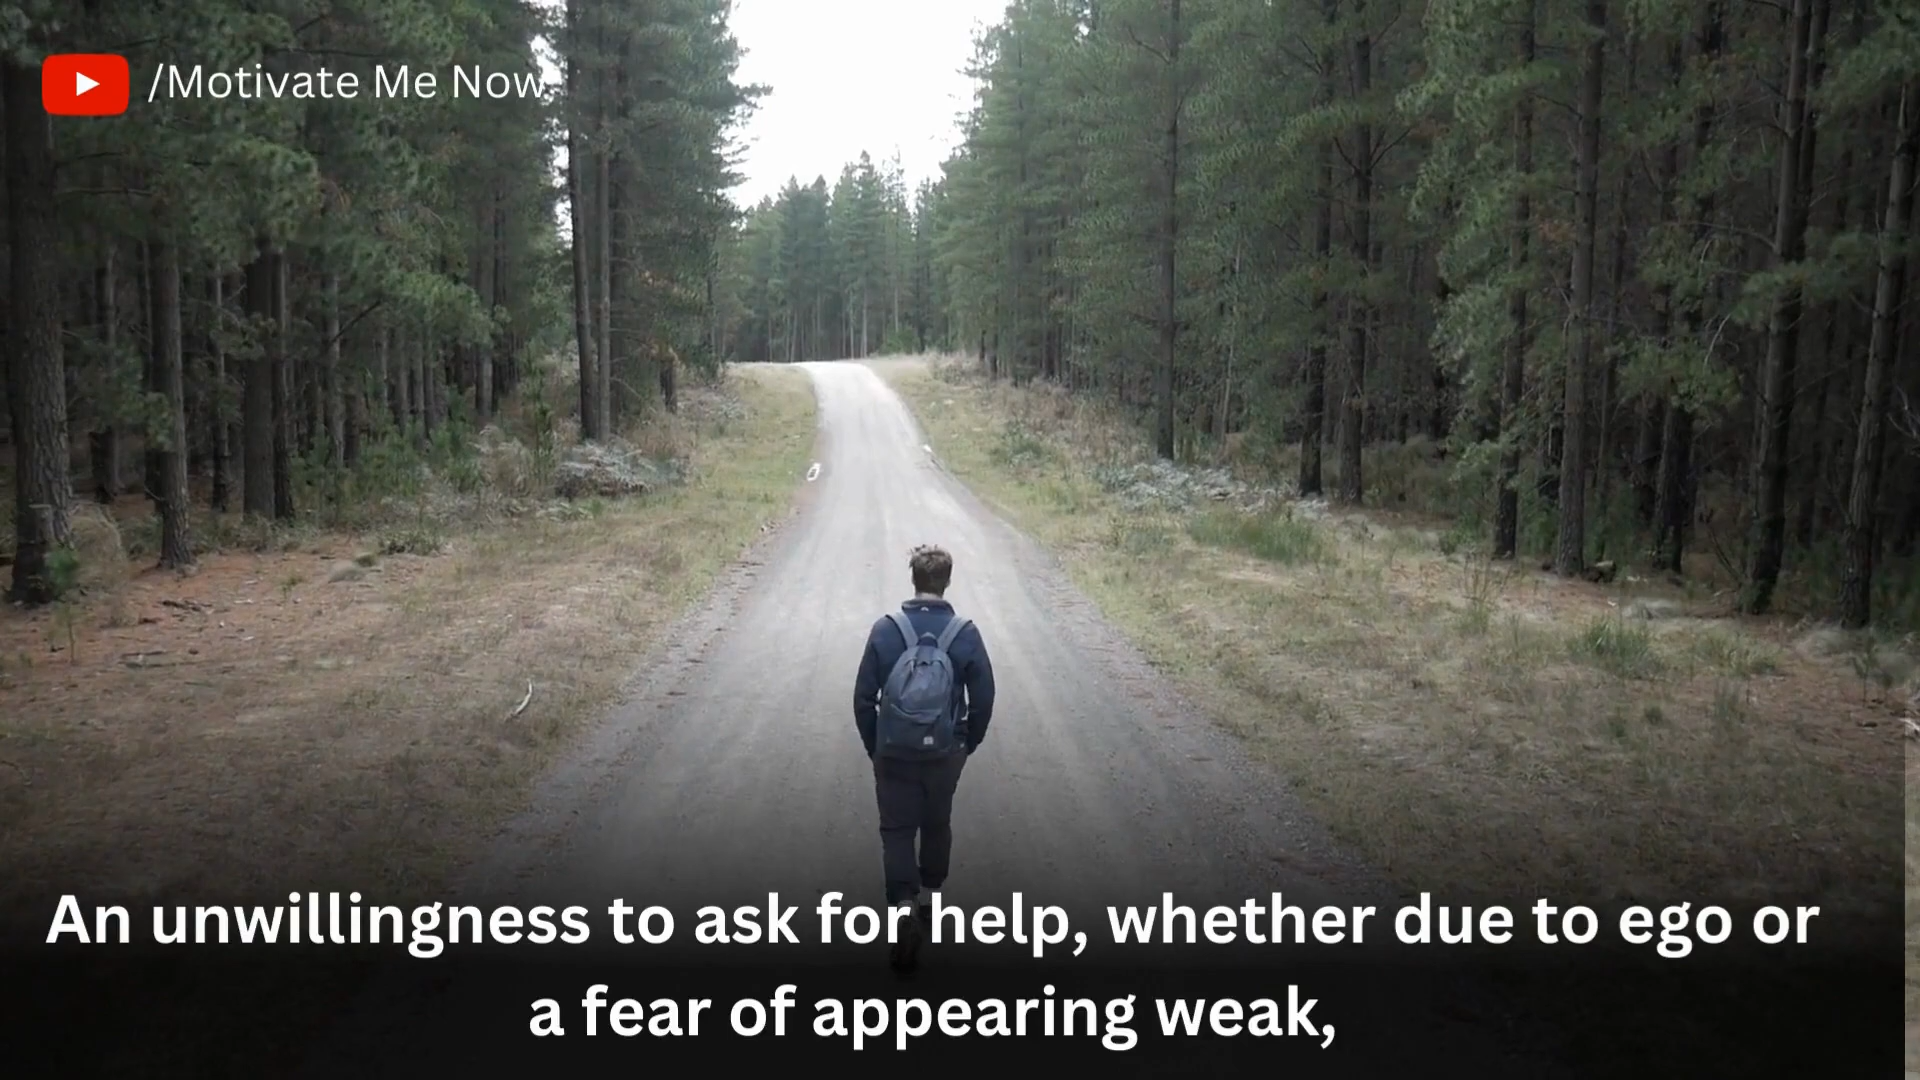 /Motivate Me Now
An unwillingness to ask for help, whether due to ego or
a fear of appearing weak,